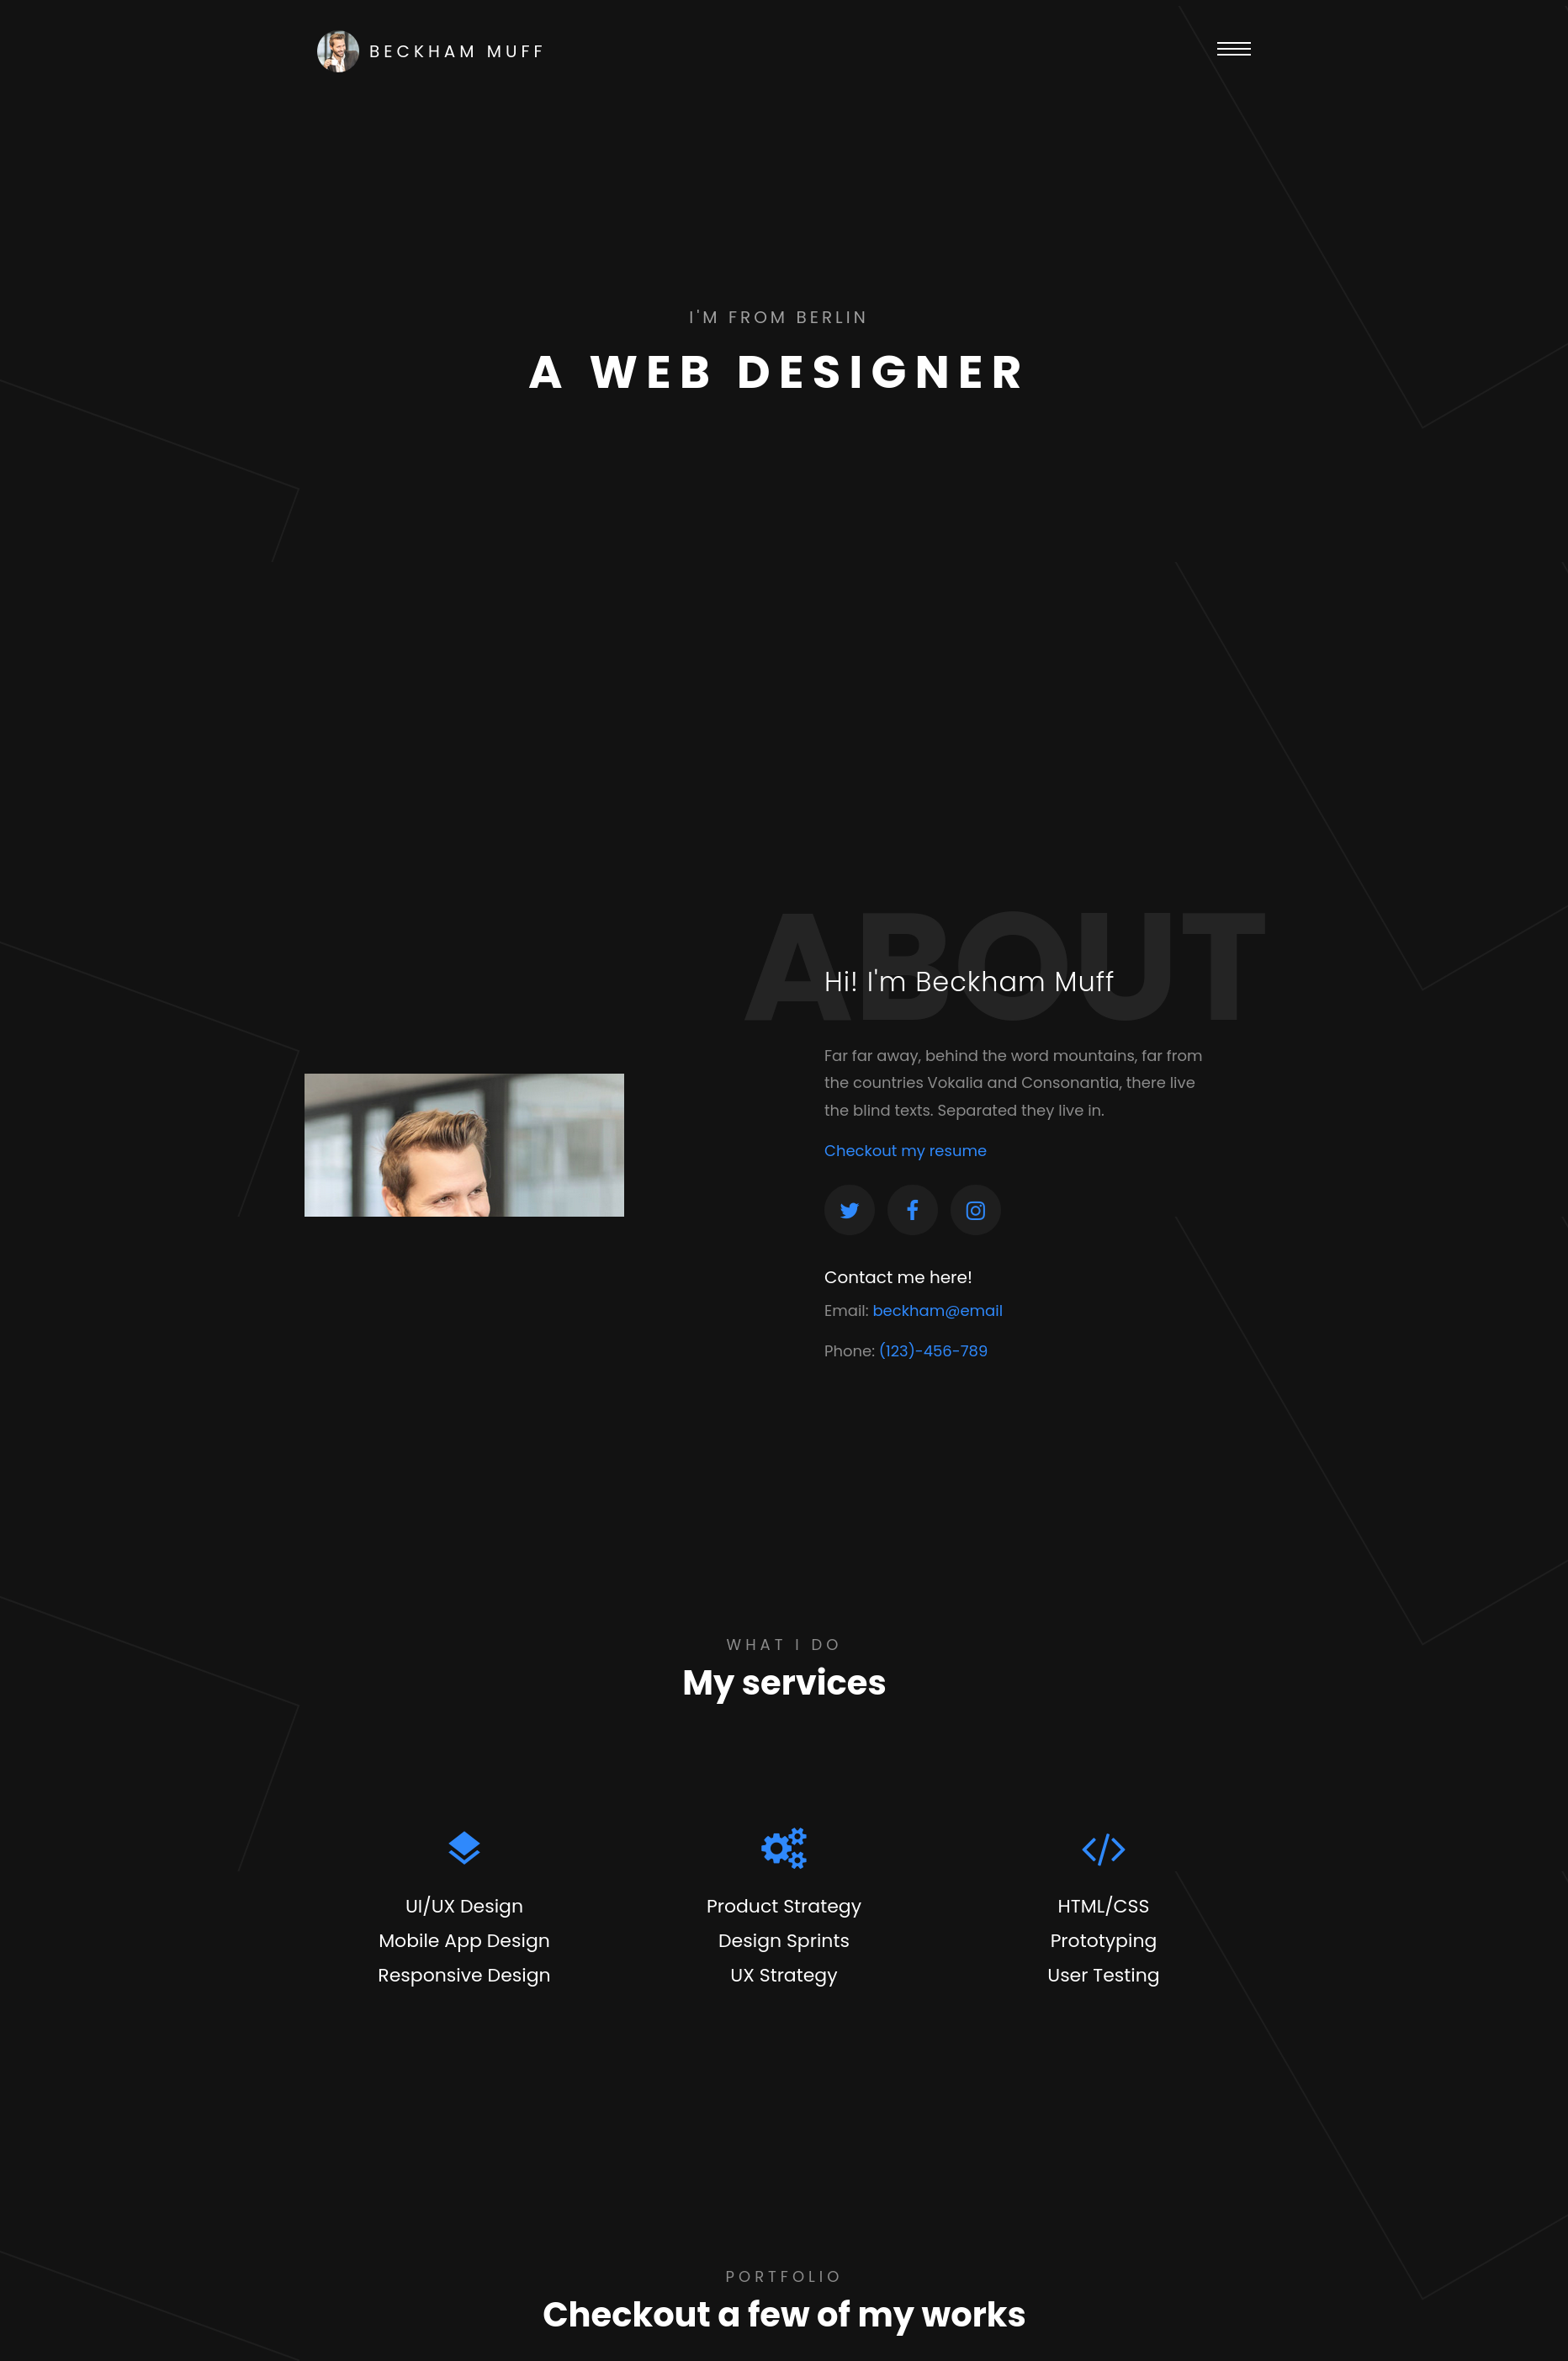 BECKHAM MUFF
I'M FROM BERLIN
A WEB DESIGNER
ABOUT
Hi! I'm Beckham Muff
Far far away, behind the word mountains, far from
the countries Vokalia and Consonantia, there live
the blind texts. Separated they live in.
Checkout my resume
Contact me here!
Email: beckham@email
Phone: (123)-456-789
WHAT I DO
My services
UI/UX Design
Mobile App Design
Responsive Design
Product Strategy
Design Sprints
UX Strategy
HTML/CSS
Prototyping
User Testing
PORTFOLIO
Checkout a few of my works